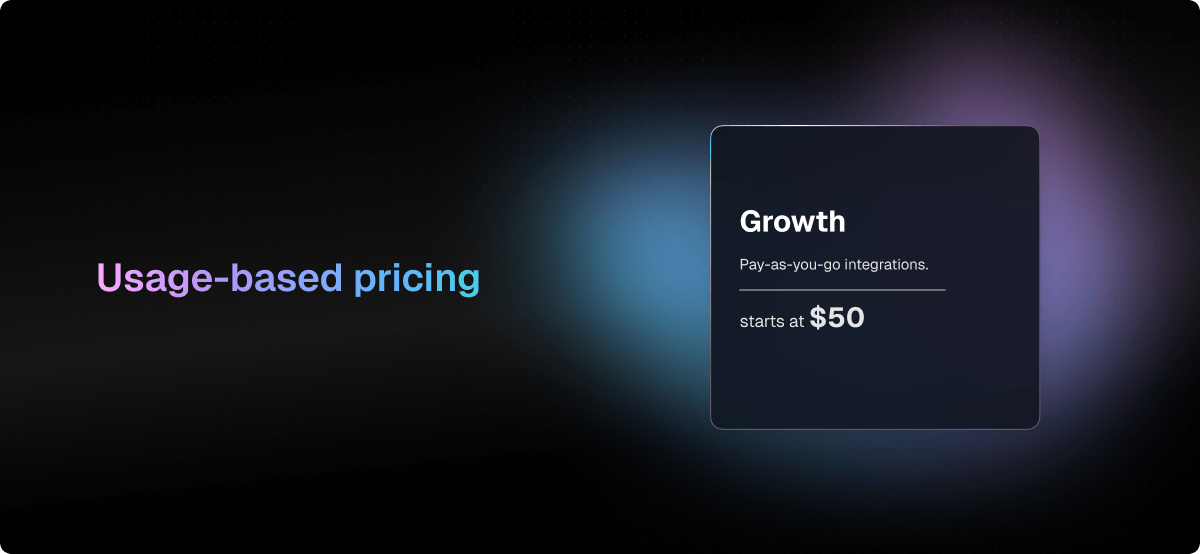 Usage-based pricing
Growth
Pay-as-you-go integrations.
starts at $50